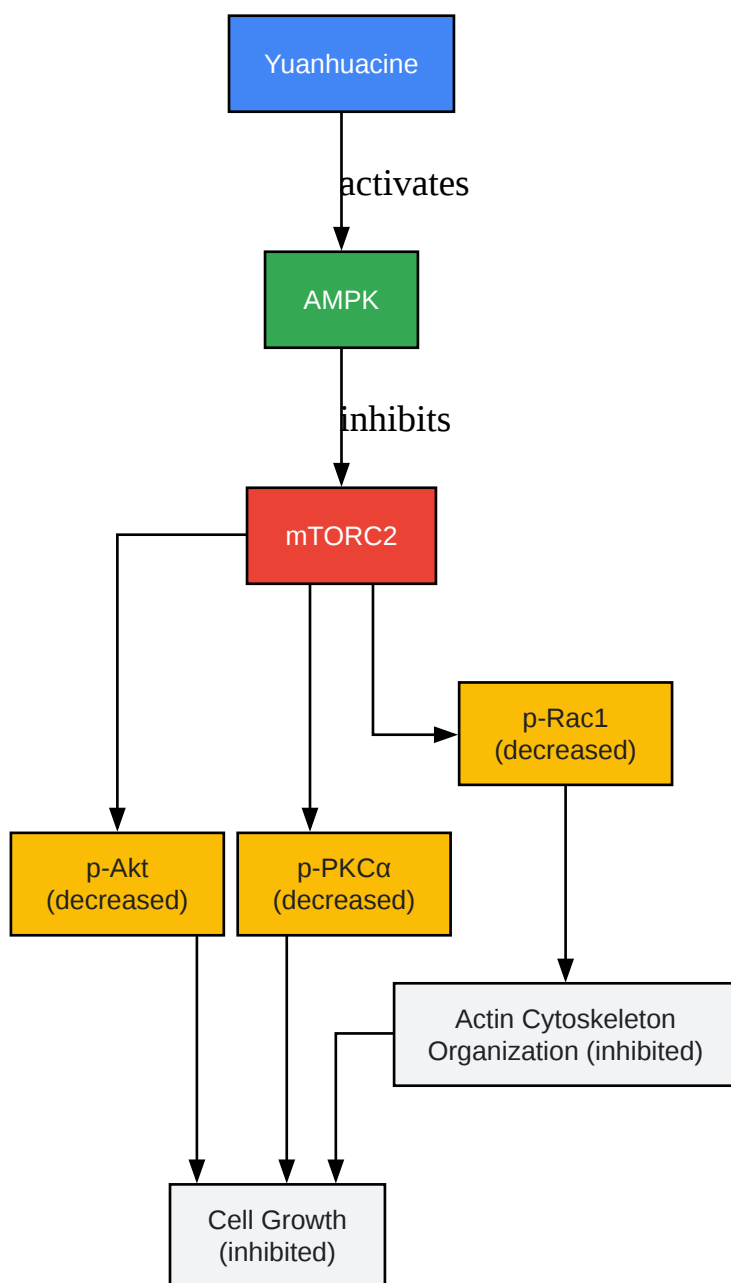 Yuanhuacine
activates
AMPK
inhibits
mTORC2
p-Rac1
(decreased)
p-Akt
(decreased)
p-PKCα
(decreased)
Actin Cytoskeleton
Organization (inhibited)
Cell Growth
(inhibited)